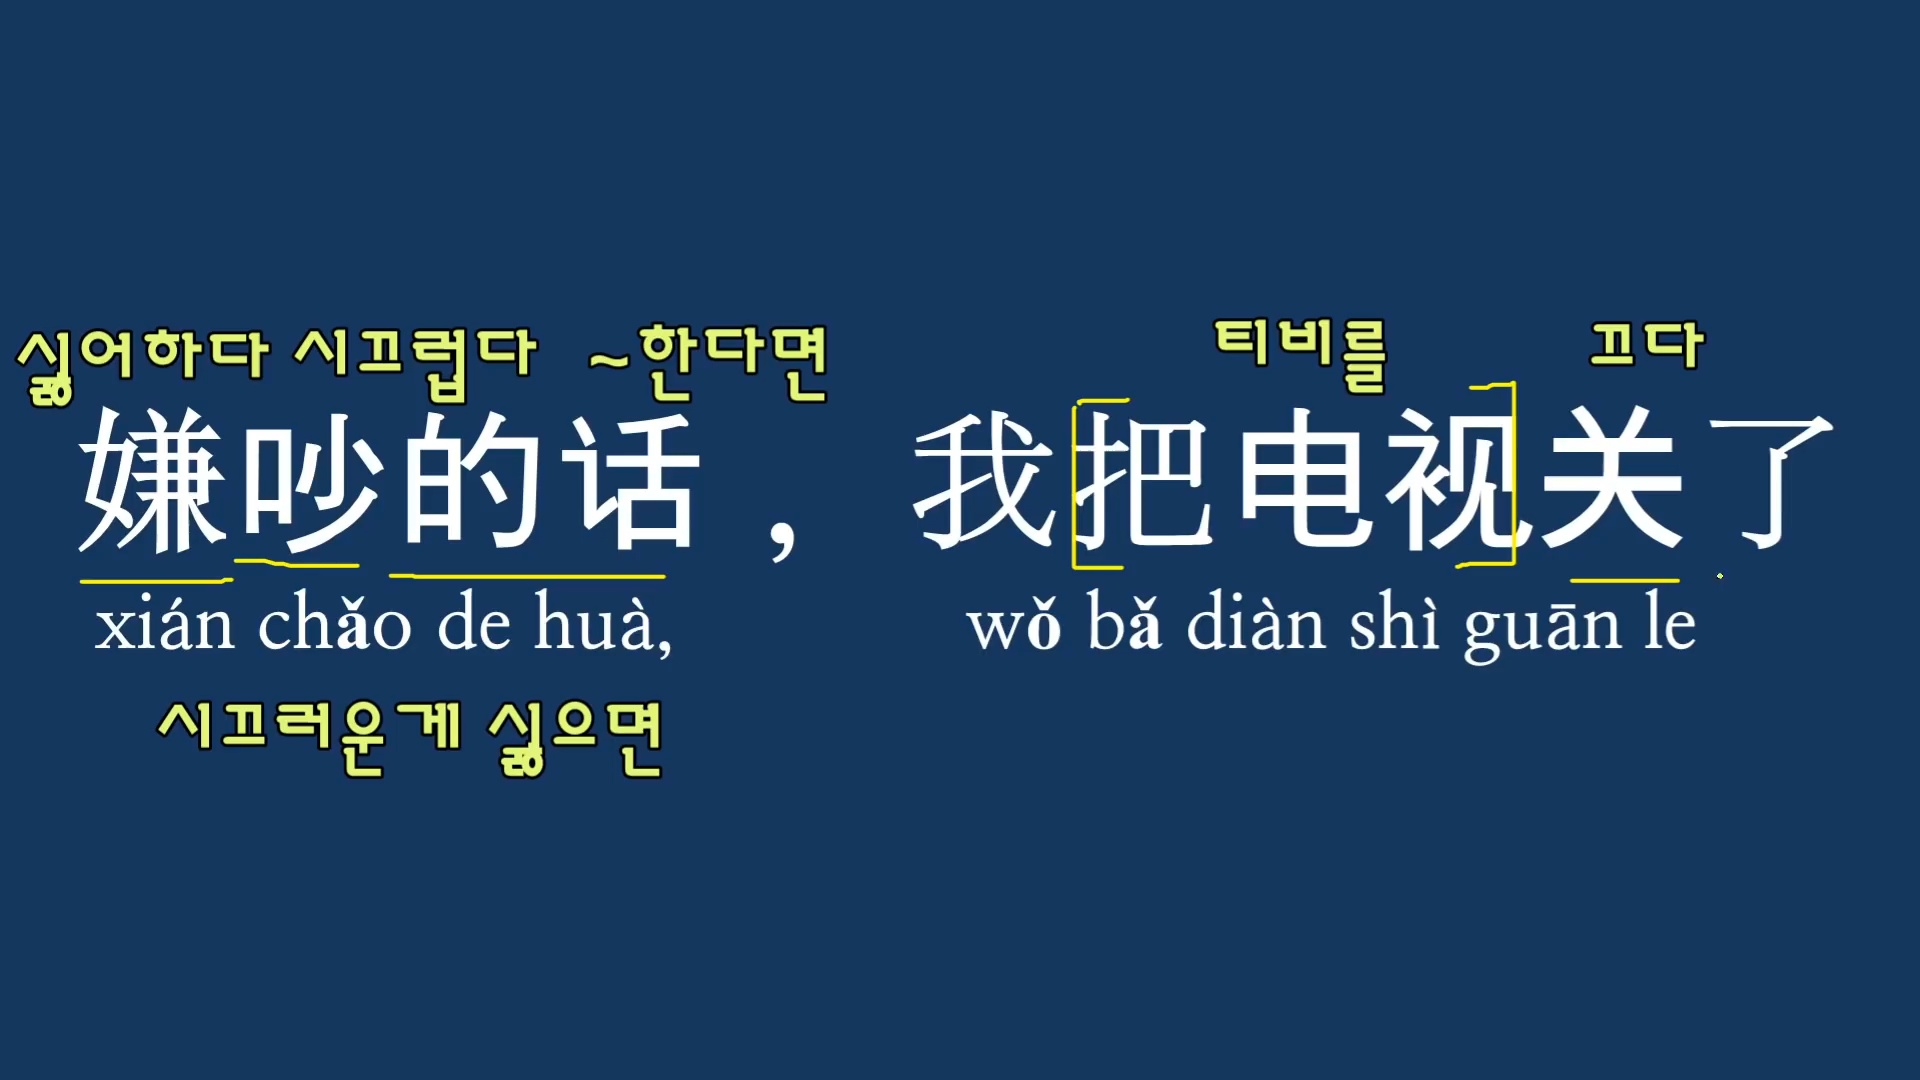 싫어하다 시끄럽다 ~한다면 티비를 끄다
嫌吵的话，我把电视关了
xián chǎo de huà, wǒ bǎ diàn shì guān le
시끄러운게 싫으면